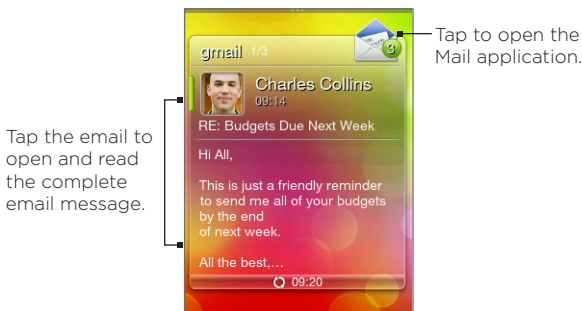 Tap to open the
Mail application.
gmail 1/3
3
Charles Collins
09:14
RE: Budgets Due Next Week
Hi All,
This is just a friendly reminder
to send me all of your budgets
by the end
of next week.
All the best,...
09:20
Tap the email to
open and read
the complete
email message.